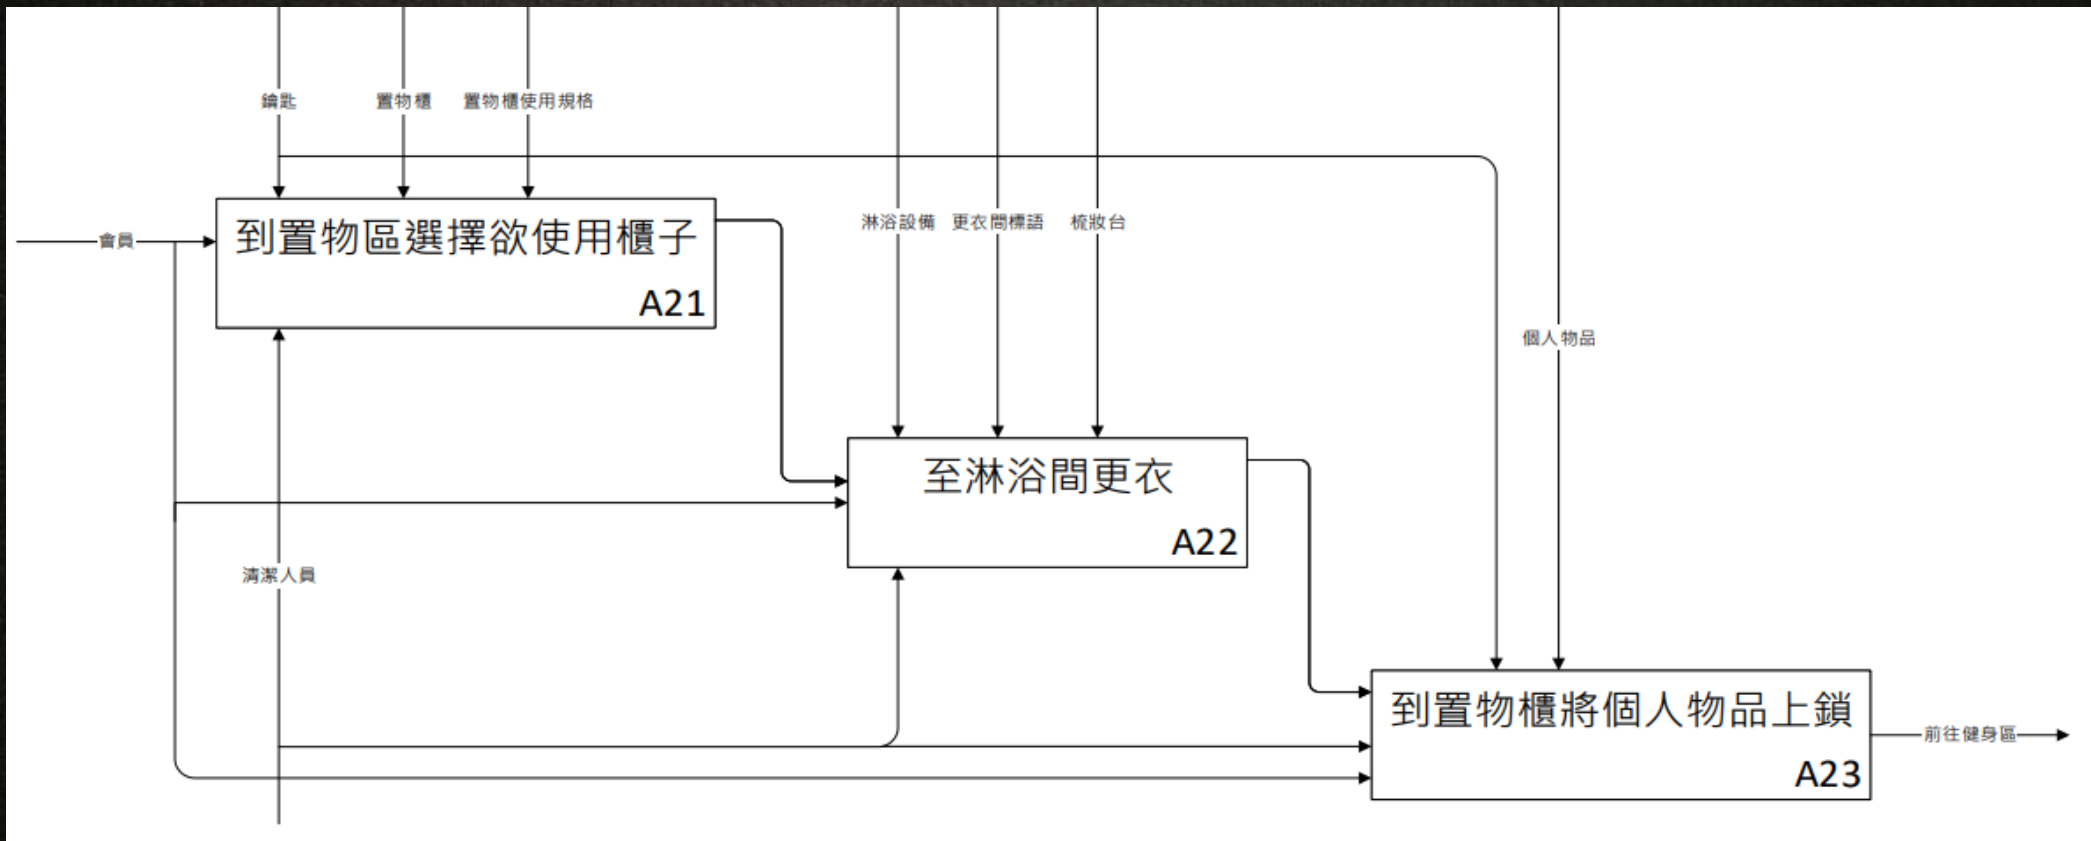 鑰匙
置物櫃
置物櫃使用規格
會員
到置物區選擇欲使用櫃子
A21
淋浴設備
更衣間標語
梳妝台
個人物品
至淋浴間更衣
A22
清潔人員
到置物櫃將個人物品上鎖
A23
前往健身區